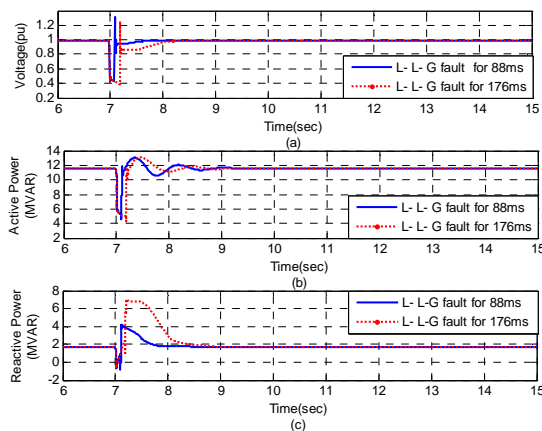 1.2
1
0.8
0.6
0.4
0.2
Voltage(pu)
L- L- G fault for 88ms
L- L- G fault for 176ms
6 7 8 9 10 11 12 13 14 15
Time(sec)
(a)
14
12
10
8
6
4
2
Active Power
(MVAR)
L- L- G fault for 88ms
L- L- G fault for 176ms
6 7 8 9 10 11 12 13 14 15
Time(sec)
(b)
8
6
4
2
0
-2
Reactive Power
(MVAR)
L- L-G fault for 88ms
L- L-G fault for 176ms
6 7 8 9 10 11 12 13 14 15
Time(sec)
(c)